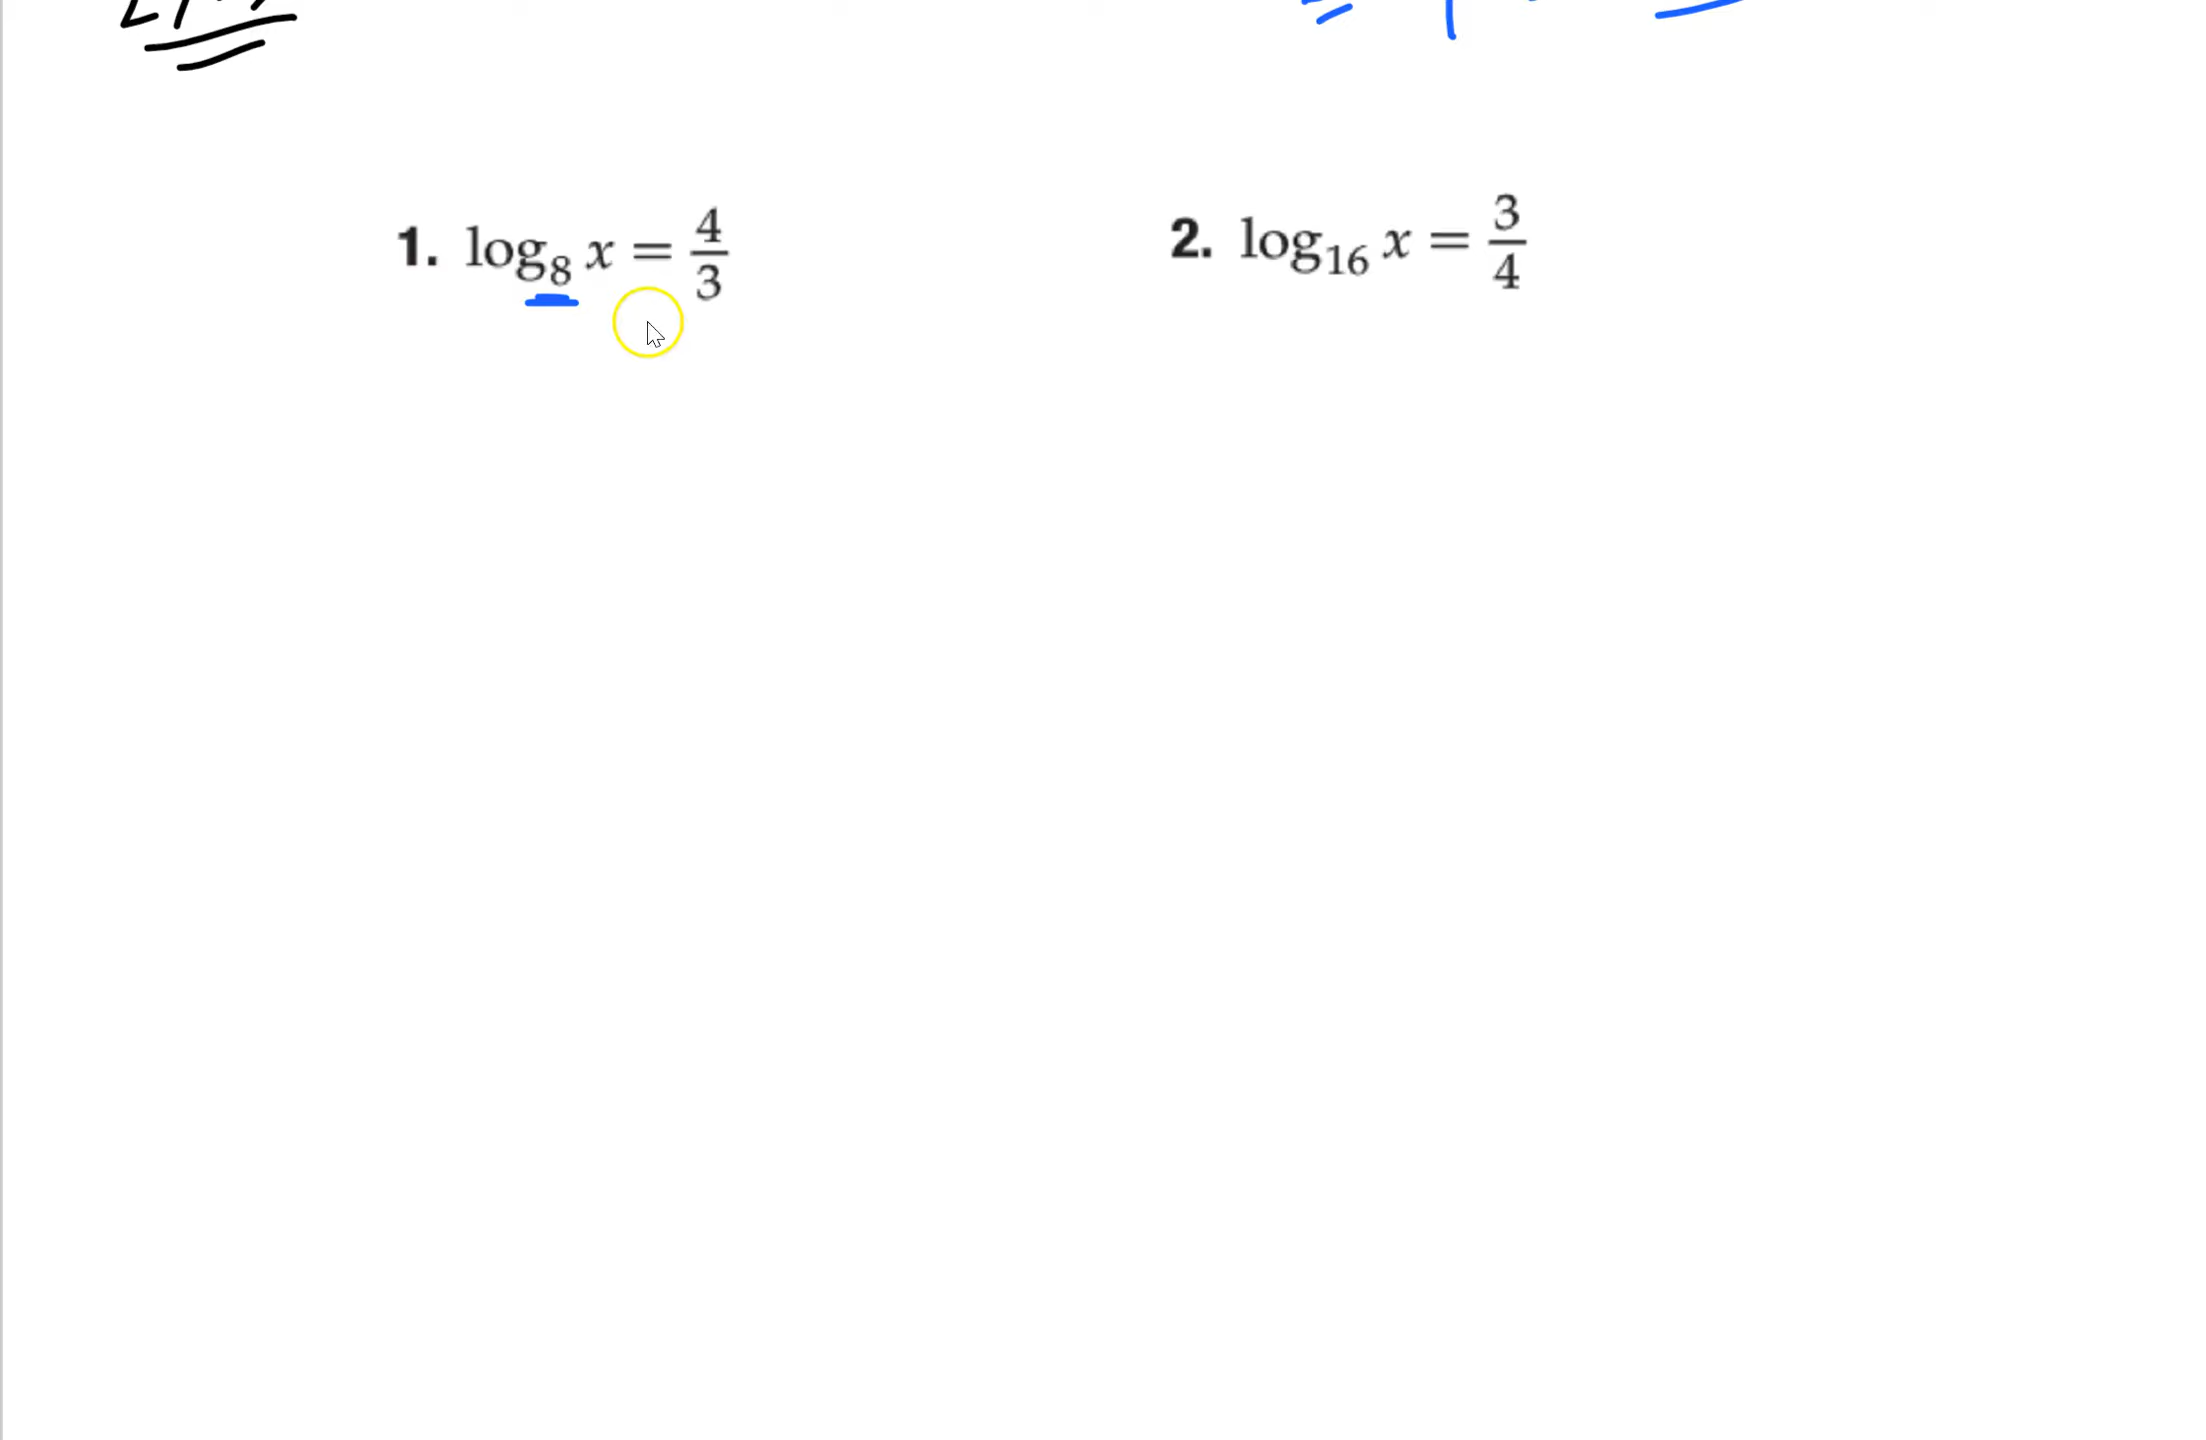 1. log₈ x = 4/3
2. log₁₆ x = 3/4